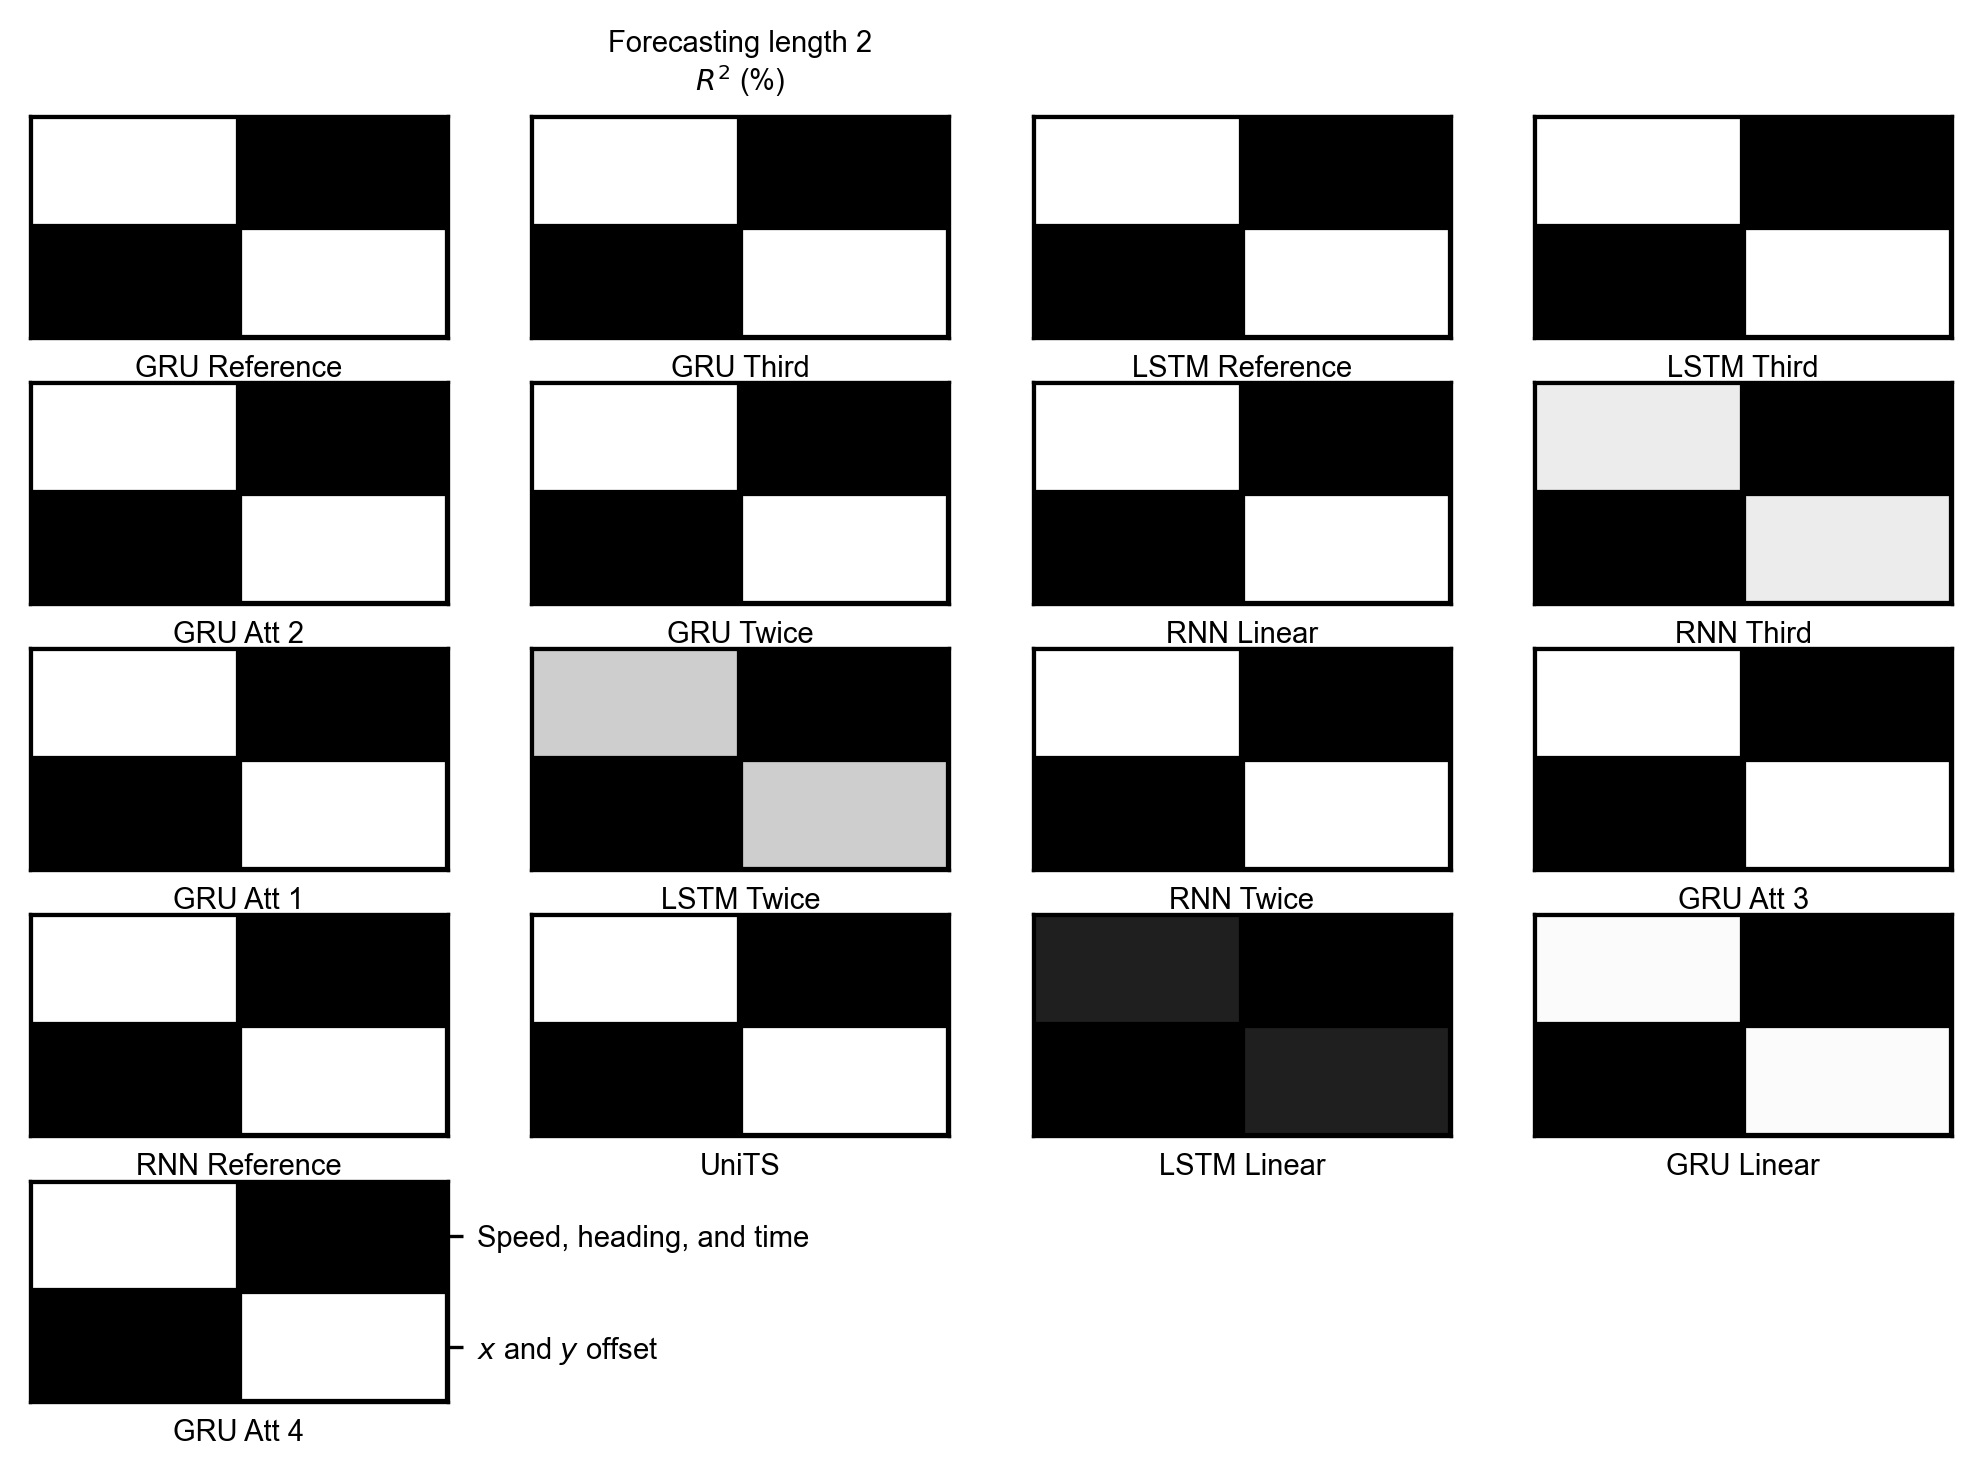 Forecasting length 2
R² (%)
GRU Reference
GRU Third
LSTM Reference
LSTM Third
GRU Att 2
GRU Twice
RNN Linear
RNN Third
GRU Att 1
LSTM Twice
RNN Twice
GRU Att 3
RNN Reference
UniTS
LSTM Linear
GRU Linear
Speed, heading, and time
x and y offset
GRU Att 4